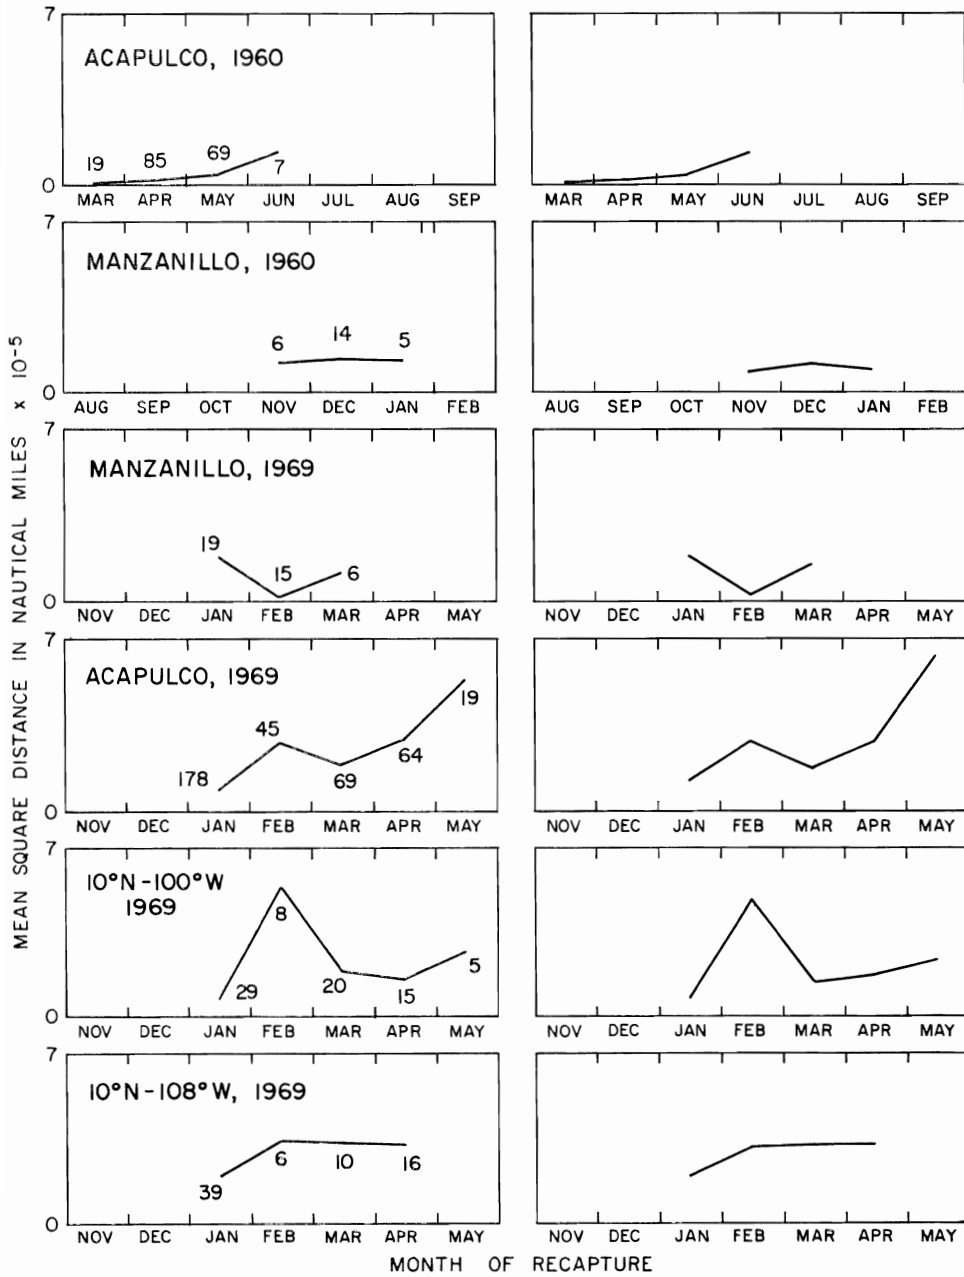 7
ACAPULCO, 1960
19 85 69 7
0
MAR APR MAY JUN JUL AUG SEP
MAR APR MAY JUN JUL AUG SEP
7
MANZANILLO, 1960
6 14 5
0
AUG SEP OCT NOV DEC JAN FEB
AUG SEP OCT NOV DEC JAN FEB
7
MANZANILLO, 1969
19 15 6
0
NOV DEC JAN FEB MAR APR MAY
NOV DEC JAN FEB MAR APR MAY
7
ACAPULCO, 1969
178 45 69 64 19
0
NOV DEC JAN FEB MAR APR MAY
NOV DEC JAN FEB MAR APR MAY
7
10°N-100°W
1969
29 8 20 15 5
0
NOV DEC JAN FEB MAR APR MAY
NOV DEC JAN FEB MAR APR MAY
7
10°N-108°W, 1969
39 6 10 16
0
NOV DEC JAN FEB MAR APR MAY
NOV DEC JAN FEB MAR APR MAY
MEAN SQUARE DISTANCE IN NAUTICAL MILES x 10-5
MONTH OF RECAPTURE